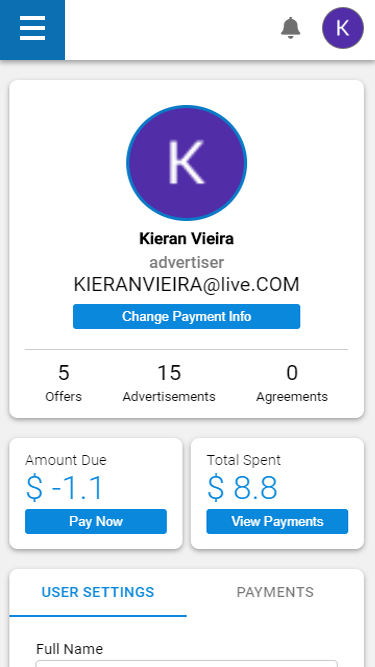 K
K
Kieran Vieira
advertiser
KIERANVIEIRA@live.COM
Change Payment Info
5 15 0
Offers Advertisements Agreements
Amount Due Total Spent
$ -1.1 $ 8.8
Pay Now View Payments
USER SETTINGS PAYMENTS
Full Name